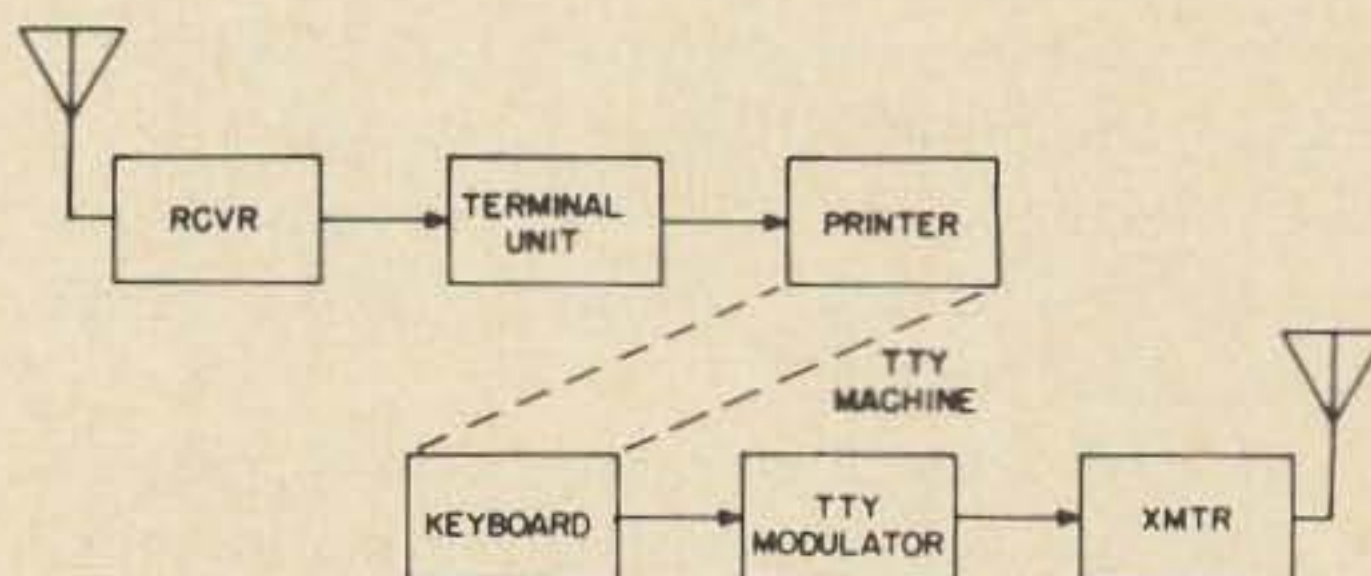 RCVR
TERMINAL
UNIT
PRINTER
TTY
MACHINE
KEYBOARD
TTY
MODULATOR
XMTR